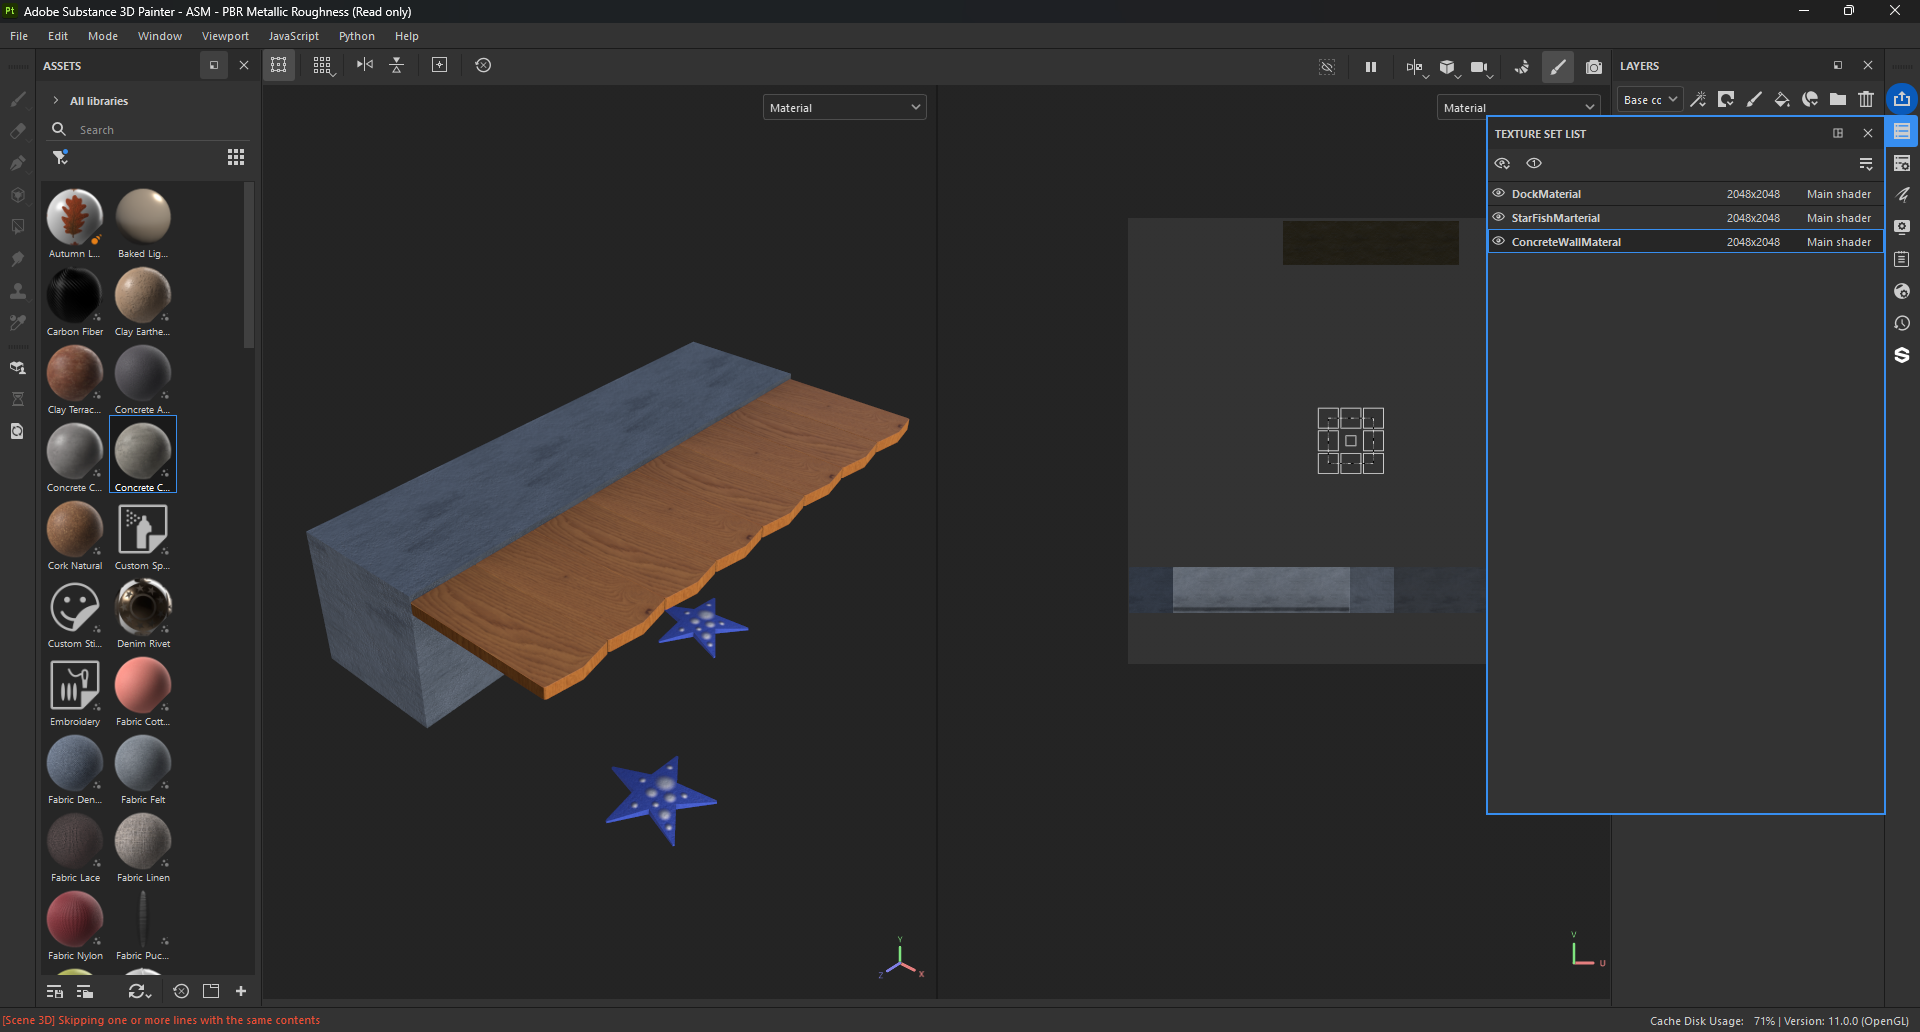 Pt Adobe Substance 3D Painter - ASM - PBR Metallic Roughness (Read only)
File Edit Mode Window Viewport JavaScript Python Help
ASSETS
All libraries
Search
Autumn L... Baked Lig...
Carbon Fiber Clay Earthe...
Clay Terrac... Concrete A...
Concrete C... Concrete C...
Cork Natural Custom Sp...
Custom Sti... Denim Rivet
Embroidery Fabric Cott...
Fabric Den... Fabric Felt
Fabric Lace Fabric Linen
Fabric Nylon Fabric Puc...
Material
Y
Z
X
Material
V
U
LAYERS
Base cc
TEXTURE SET LIST
DockMaterial 2048x2048 Main shader
StarFishMarterial 2048x2048 Main shader
ConcreteWallMateral 2048x2048 Main shader
[Scene 3D] Skipping one or more lines with the same contents
Cache Disk Usage: 71% | Version: 11.0.0 (OpenGL)